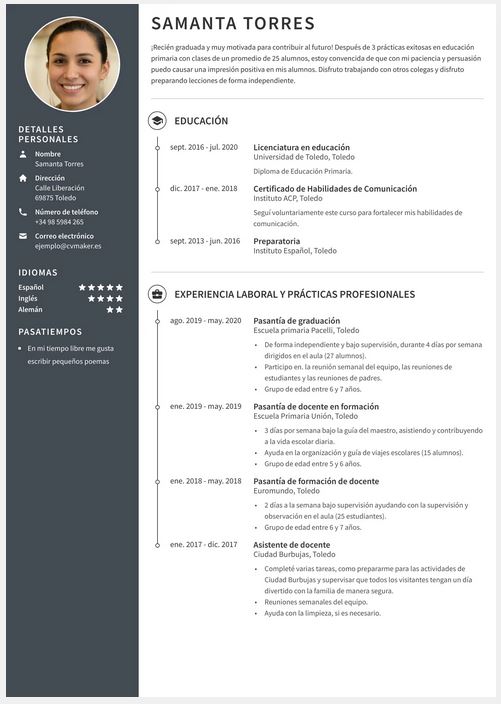 SAMANTA TORRES
¡Recién graduada y muy motivada para contribuir al futuro! Después de 3 prácticas exitosas en educación
primaria con clases de un promedio de 25 alumnos, estoy convencida de que con mi paciencia y persuasión
puedo causar una impresión positiva en mis alumnos. Disfruto trabajando con otros colegas y disfruto
preparando lecciones de forma independiente.
DETALLES
PERSONALES
Nombre
Samanta Torres
Dirección
Calle Liberación
69875 Toledo
Número de teléfono
+34 98 5984 265
Correo electrónico
ejemplo@cvmaker.es
IDIOMAS
Español
Inglés
Alemán
PASATIEMPOS
• En mi tiempo libre me gusta
escribir pequeños poemas
EDUCACIÓN
sept. 2016 - jul. 2020 Licenciatura en educación
Universidad de Toledo, Toledo
Diploma de Educación Primaria.
dic. 2017 - ene. 2018 Certificado de Habilidades de Comunicación
Instituto ACP, Toledo
Seguí voluntariamente este curso para fortalecer mis habilidades de
comunicación.
sept. 2013 - jun. 2016 Preparatoria
Instituto Español, Toledo
EXPERIENCIA LABORAL Y PRÁCTICAS PROFESIONALES
ago. 2019 - may. 2020 Pasantía de graduación
Escuela primaria Pacelli, Toledo
• De forma independiente y bajo supervisión, durante 4 días por semana
dirigidos en el aula (27 alumnos).
• Participo en. la reunión semanal del equipo, las reuniones de
estudiantes y las reuniones de padres.
• Grupo de edad entre 6 y 7 años.
ene. 2019 - may. 2019 Pasantía de docente en formación
Escuela Primaria Unión, Toledo
• 3 días por semana bajo la guía del maestro, asistiendo y contribuyendo
a la vida escolar diaria.
• Ayuda en la organización y guía de viajes escolares (15 alumnos).
• Grupo de edad entre 5 y 6 años.
ene. 2018 - may. 2018 Pasantía de formación de docente
Euromundo, Toledo
• 2 días a la semana bajo supervisión ayudando con la supervisión y
observación en el aula (25 estudiantes).
• Grupo de edad entre 6 y 7 años.
ene. 2017 - dic. 2017 Asistente de docente
Ciudad Burbujas, Toledo
• Completé varias tareas, como prepararme para las actividades de
Ciudad Burbujas y supervisar que todos los visitantes tengan un día
divertido con la familia de manera segura.
• Reuniones semanales del equipo.
• Ayuda con la limpieza, si es necesario.